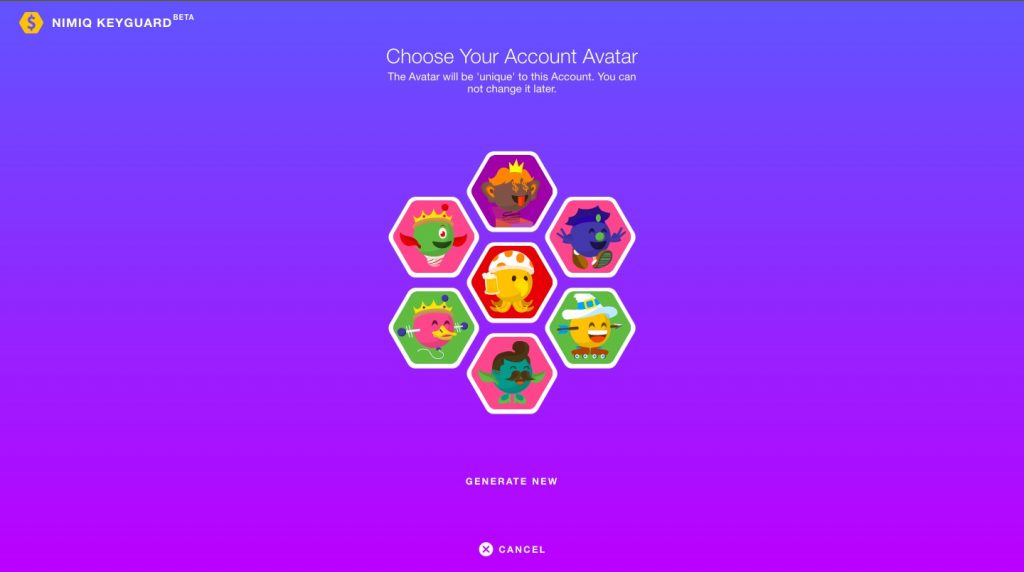 NIMIQ KEYGUARD BETA
Choose Your Account Avatar
The Avatar will be 'unique' to this Account. You can
not change it later.
GENERATE NEW
CANCEL